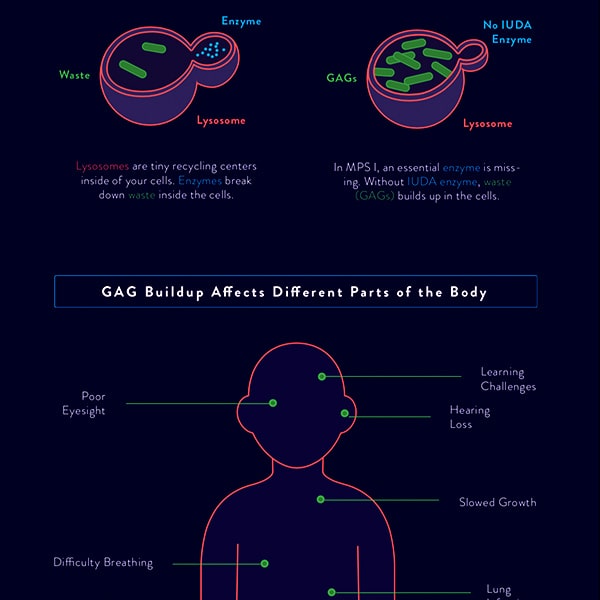 Enzyme
Waste
Lysosome
Lysosomes are tiny recycling centers
inside of your cells. Enzymes break
down waste inside the cells.
No IUDA
Enzyme
GAGs
Lysosome
In MPS I, an essential enzyme is miss-
ing. Without IUDA enzyme, waste
(GAGs) builds up in the cells.
GAG Buildup Affects Different Parts of the Body
Learning
Challenges
Poor
Eyesight
Hearing
Loss
Slowed Growth
Difficulty Breathing
Lung